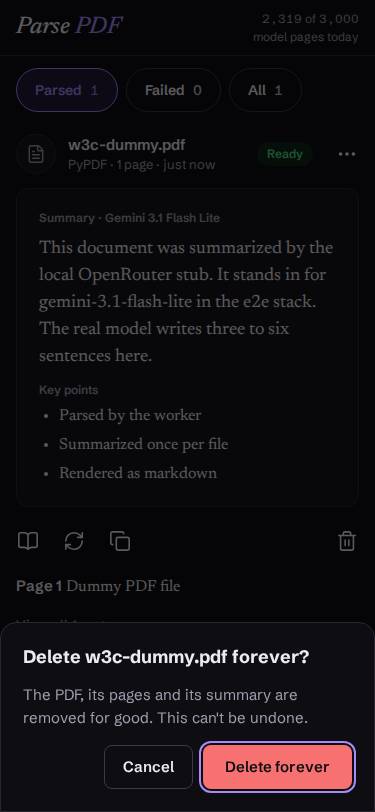 Parse PDF
2,319 of 3,000
model pages today
Parsed 1
Failed 0
All 1
w3c-dummy.pdf
PyPDF · 1 page · just now
Ready
Summary · Gemini 3.1 Flash Lite
This document was summarized by the
local OpenRouter stub. It stands in for
gemini-3.1-flash-lite in the e2e stack.
The real model writes three to six
sentences here.
Key points
• Parsed by the worker
• Summarized once per file
• Rendered as markdown
Page 1 Dummy PDF file
Delete w3c-dummy.pdf forever?
The PDF, its pages and its summary are
removed for good. This can't be undone.
Cancel
Delete forever